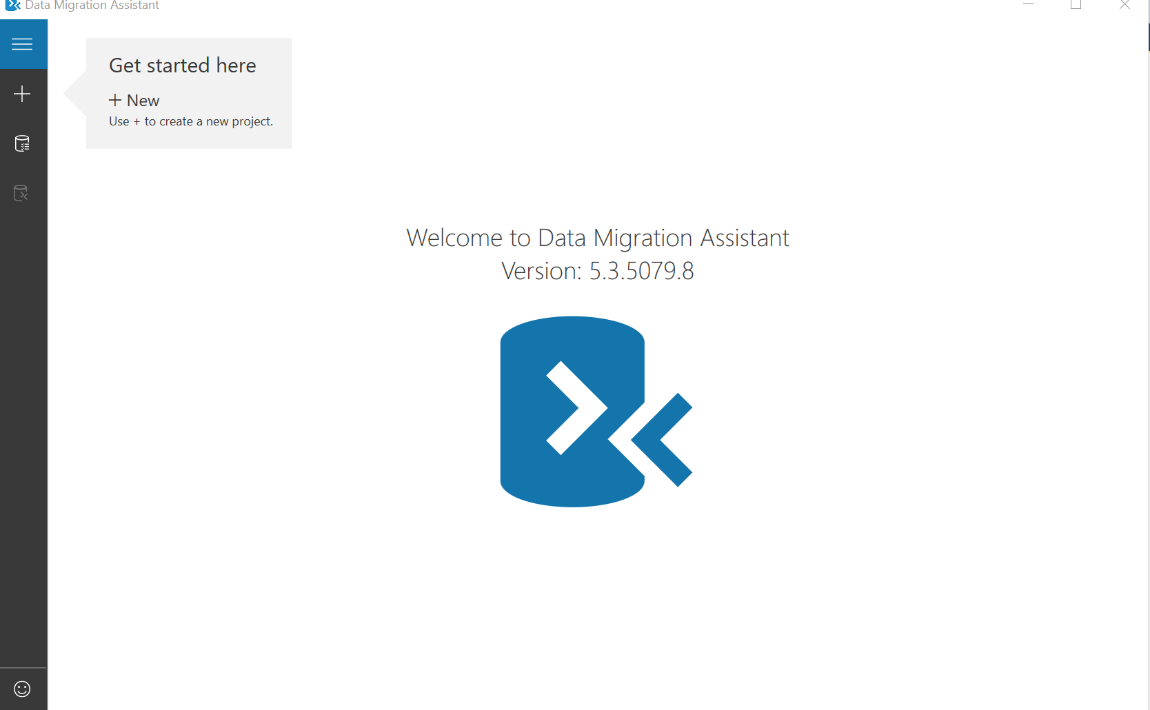 Data Migration Assistant
Get started here
+ New
Use + to create a new project.
Welcome to Data Migration Assistant
Version: 5.3.5079.8